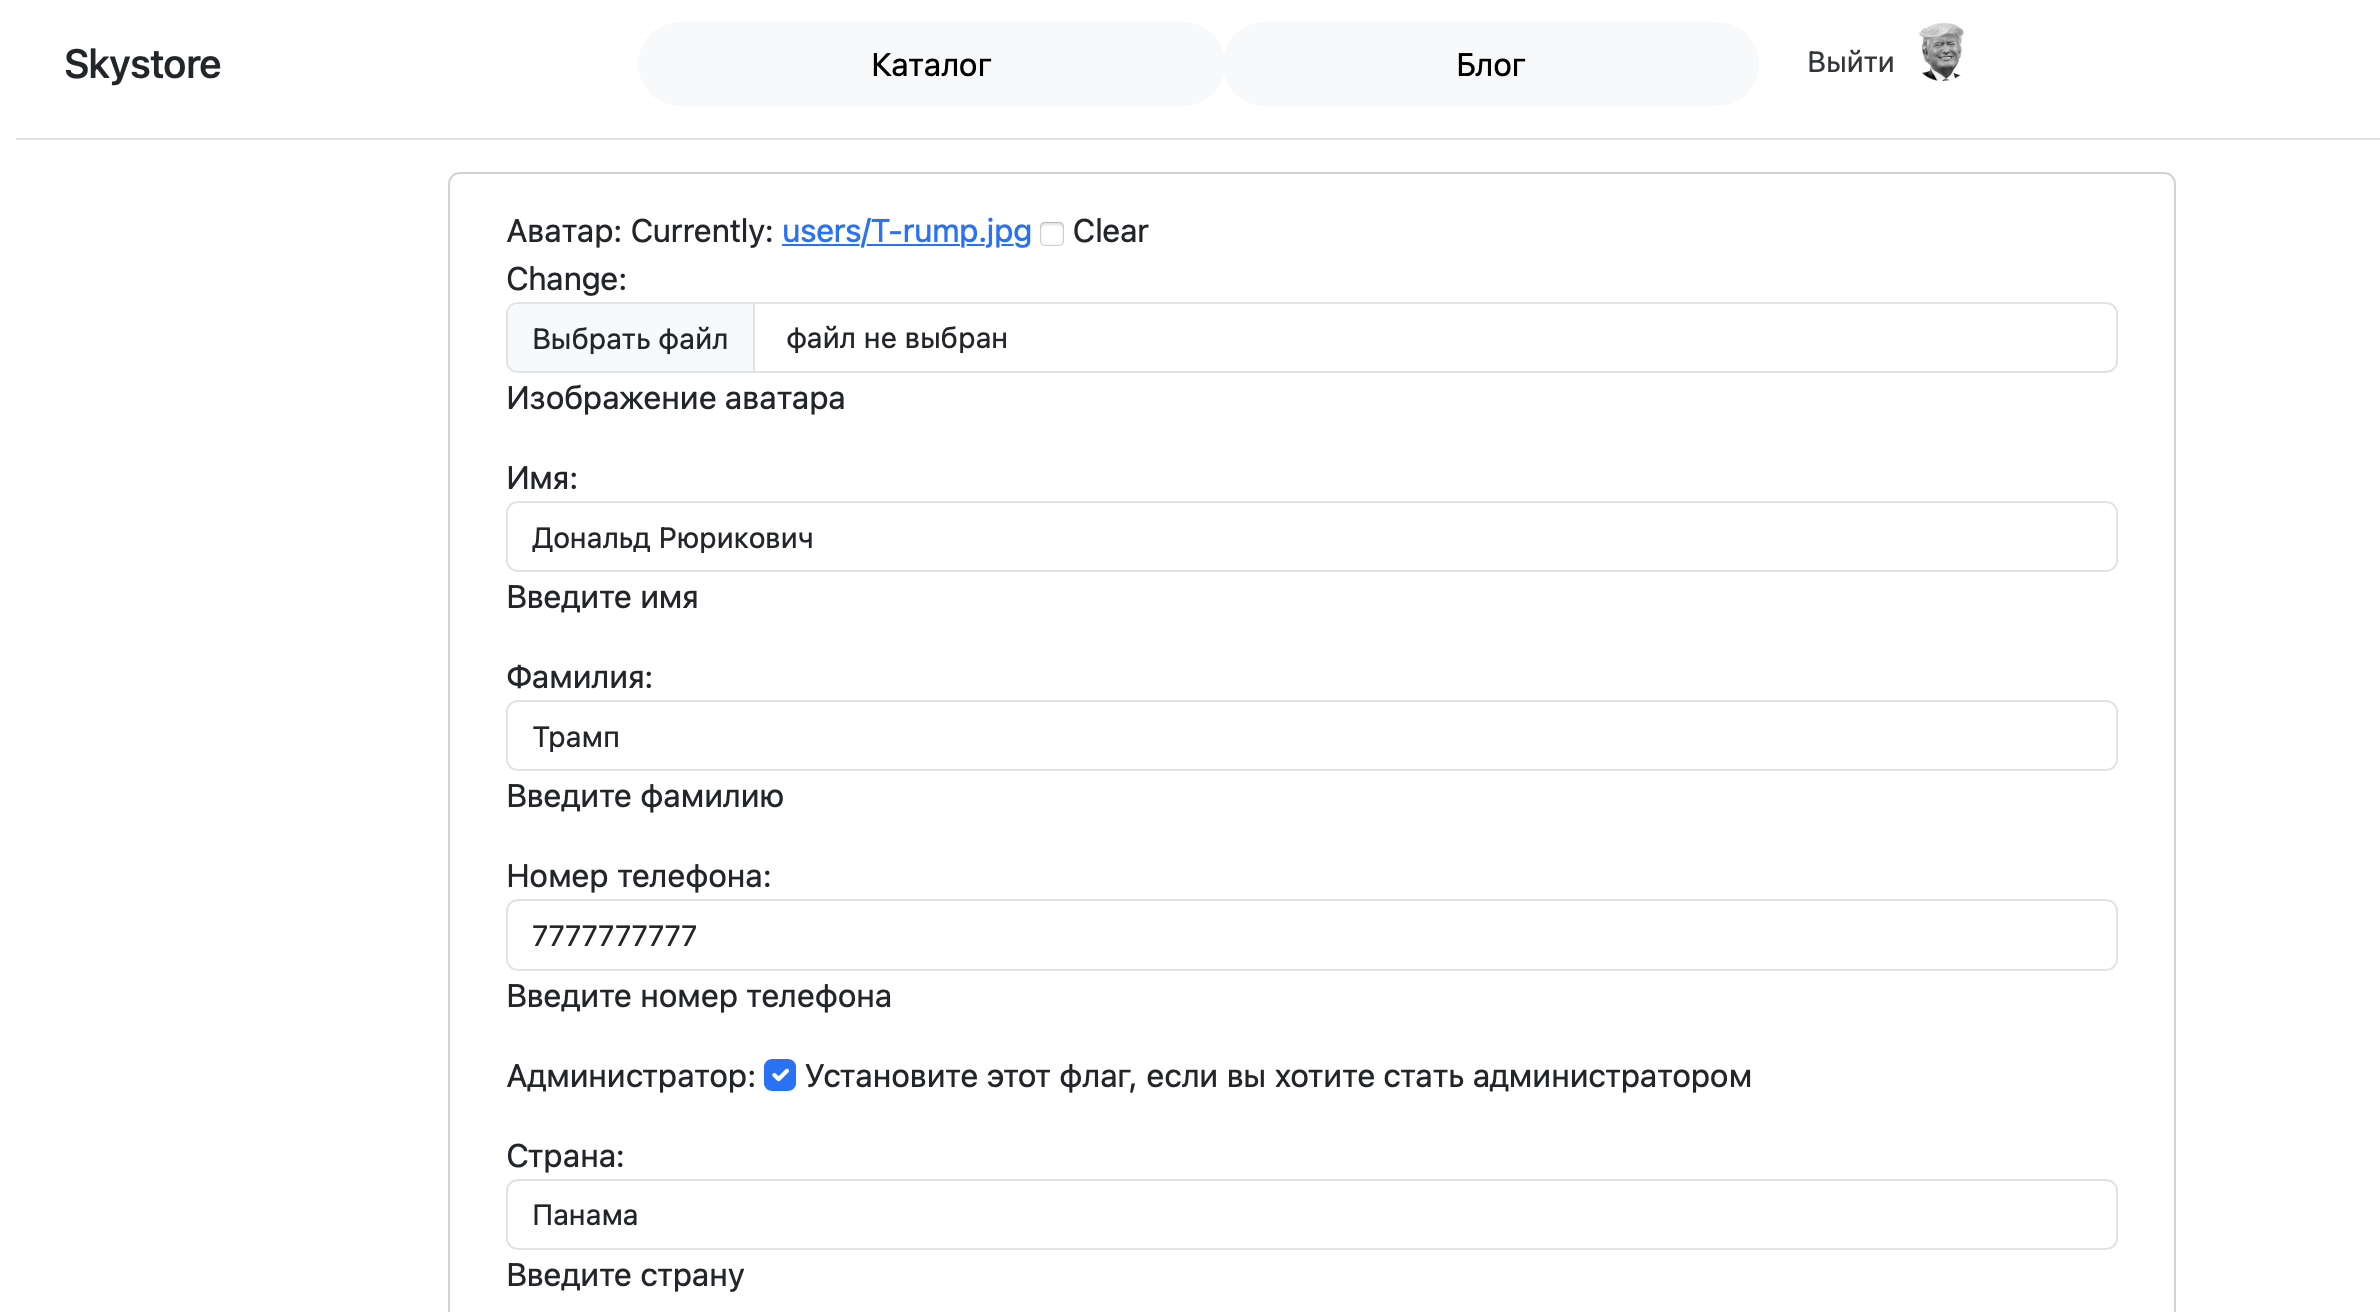 Skystore
Каталог
Блог
Выйти
Аватар: Currently: users/T-rump.jpg Clear
Change:
Выбрать файл файл не выбран
Изображение аватара
Имя:
Дональд Рюрикович
Введите имя
Фамилия:
Трамп
Введите фамилию
Номер телефона:
7777777777
Введите номер телефона
Администратор: Установите этот флаг, если вы хотите стать администратором
Страна:
Панама
Введите страну